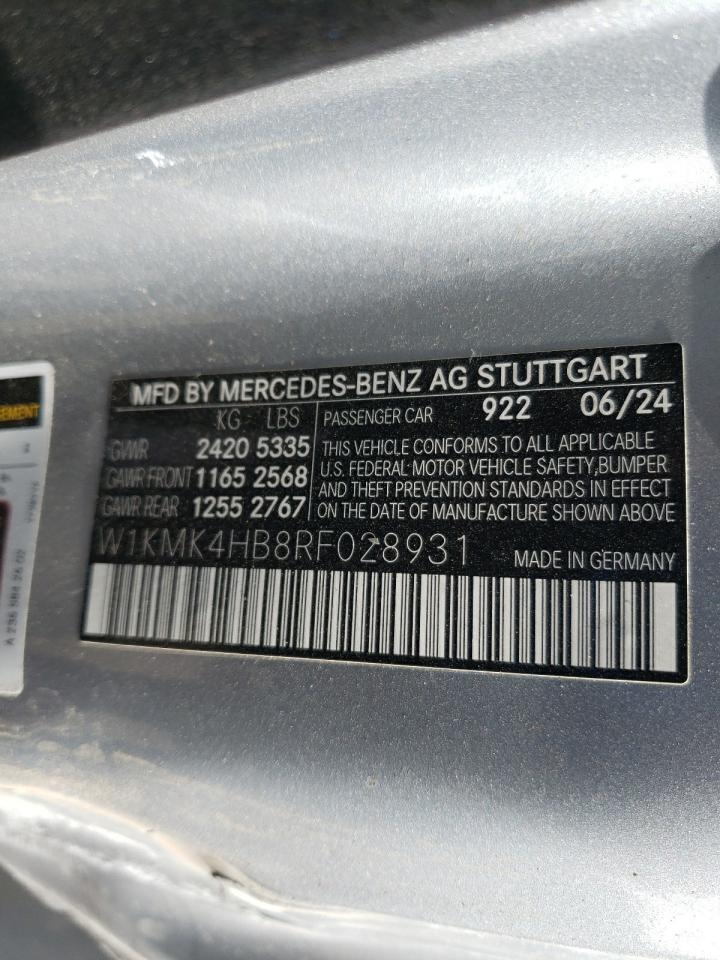 MFD BY MERCEDES-BENZ AG STUTTGART
KG LBS
GVWR 2420 5335
GAWR FRONT 1165 2568
GAWR REAR 1255 2767
PASSENGER CAR 922 06/24
THIS VEHICLE CONFORMS TO ALL APPLICABLE
U.S. FEDERAL MOTOR VEHICLE SAFETY,BUMPER
AND THEFT PREVENTION STANDARDS IN EFFECT
ON THE DATE OF MANUFACTURE SHOWN ABOVE
W1KMK4HB8RF028931
MADE IN GERMANY